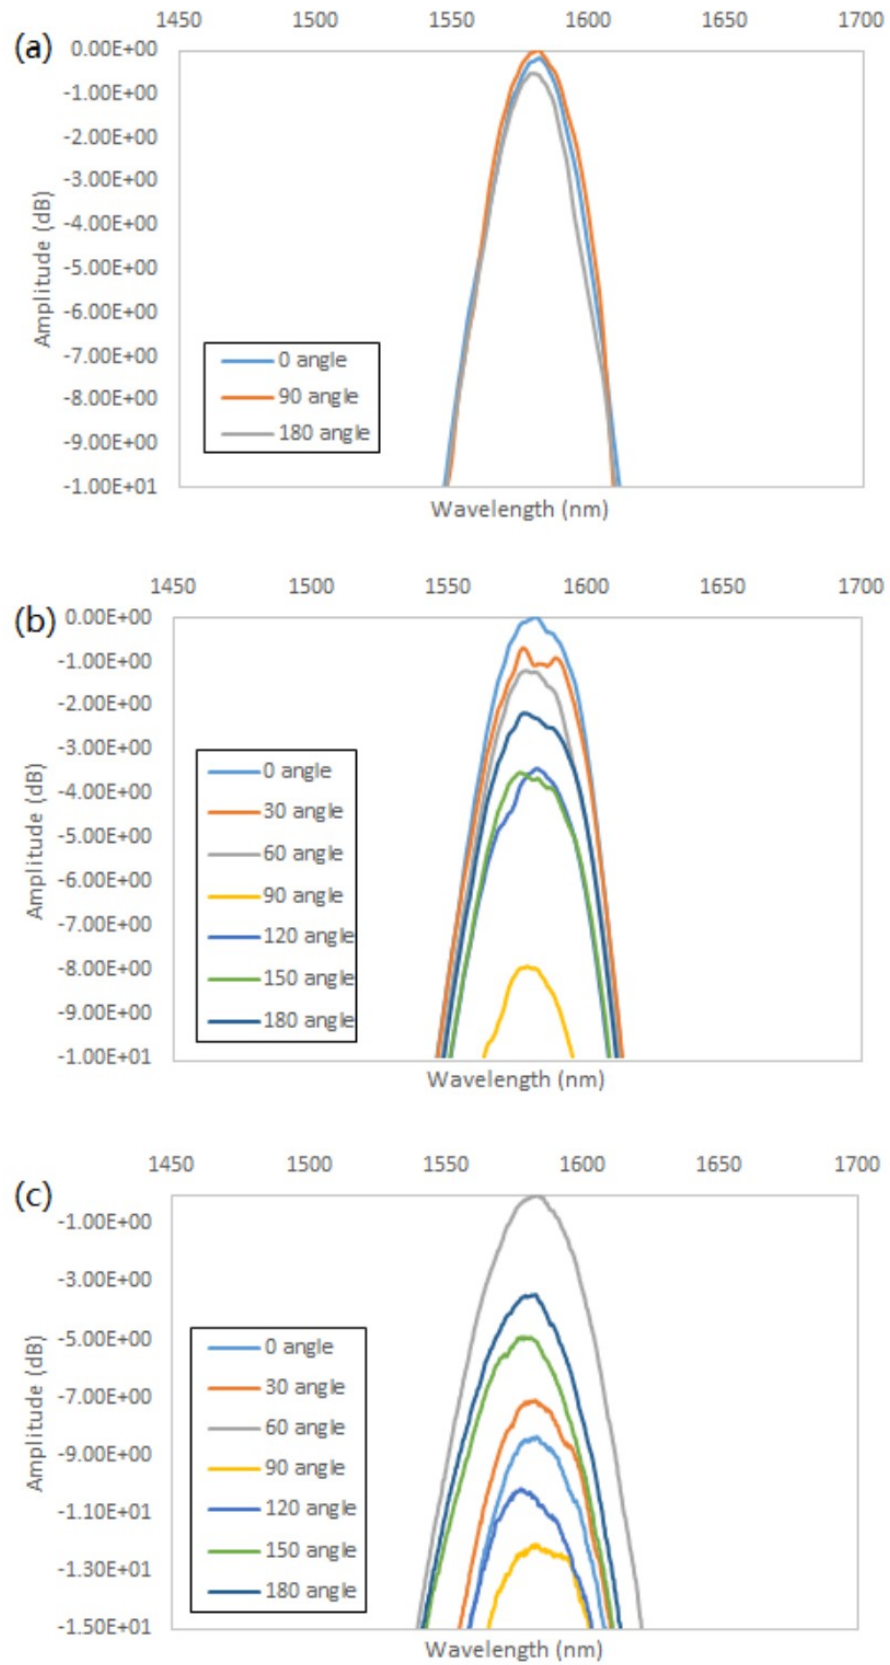 1450 1500 1550 1600 1650 1700
(a)
0.00E+00
-1.00E+00
-2.00E+00
-3.00E+00
-4.00E+00
-5.00E+00
-6.00E+00
-7.00E+00
-8.00E+00
-9.00E+00
-1.00E+01
Amplitude (dB)
0 angle
90 angle
180 angle
Wavelength (nm)
1450 1500 1550 1600 1650 1700
(b)
0.00E+00
-1.00E+00
-2.00E+00
-3.00E+00
-4.00E+00
-5.00E+00
-6.00E+00
-7.00E+00
-8.00E+00
-9.00E+00
-1.00E+01
Amplitude (dB)
0 angle
30 angle
60 angle
90 angle
120 angle
150 angle
180 angle
Wavelength (nm)
1450 1500 1550 1600 1650 1700
(c)
-1.00E+00
-3.00E+00
-5.00E+00
-7.00E+00
-9.00E+00
-1.10E+01
-1.30E+01
-1.50E+01
Amplitude (dB)
0 angle
30 angle
60 angle
90 angle
120 angle
150 angle
180 angle
Wavelength (nm)